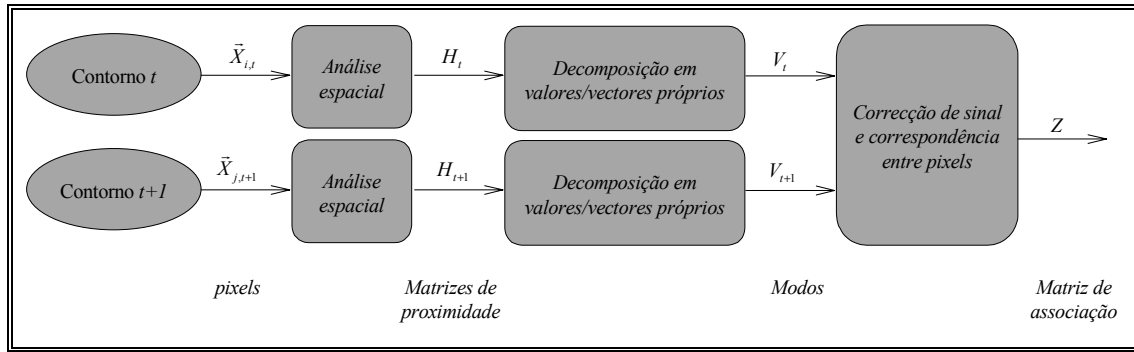 Contorno t
X⃗i,t
Análise
espacial
Ht
Decomposição em
valores/vectores próprios
Vt
Contorno t+1
X⃗j,t+1
Análise
espacial
Ht+1
Decomposição em
valores/vectores próprios
Vt+1
Correcção de sinal
e correspondência
entre pixels
Z
pixels
Matrizes de
proximidade
Modos
Matriz de
associação